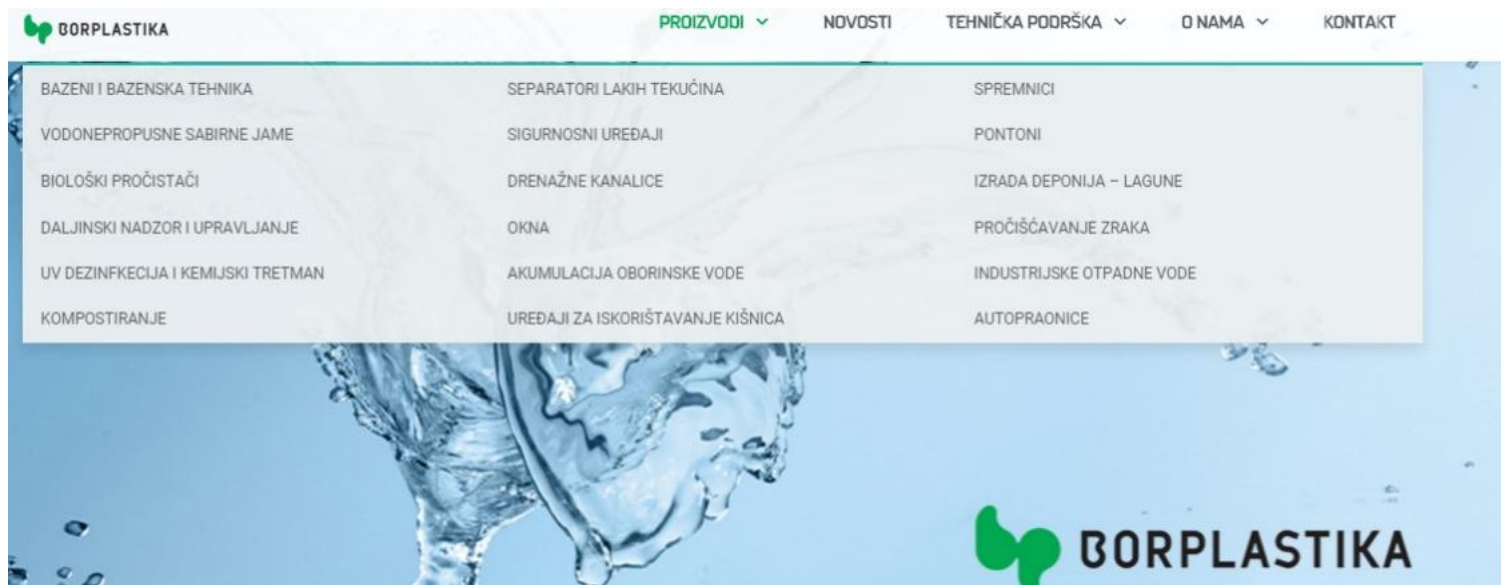 BORPLASTIKA
PROIZVODI
NOVOSTI
TEHNIČKA PODRŠKA
O NAMA
KONTAKT
BAZENI I BAZENSKA TEHNIKA
VODONEPROPUSNE SABIRNE JAME
BIOLOŠKI PROČISTAČI
DALJINSKI NADZOR I UPRAVLJANJE
UV DEZINFKECIJA I KEMIJSKI TRETMAN
KOMPOSTIRANJE
SEPARATORI LAKIH TEKUĆINA
SIGURNOSNI UREĐAJI
DRENAŽNE KANALICE
OKNA
AKUMULACIJA OBORINSKE VODE
UREĐAJI ZA ISKORIŠTAVANJE KIŠNICA
SPREMNICI
PONTONI
IZRADA DEPONIJA – LAGUNE
PROČIŠĆAVANJE ZRAKA
INDUSTRIJSKE OTPADNE VODE
AUTOPRAONICE
BORPLASTIKA